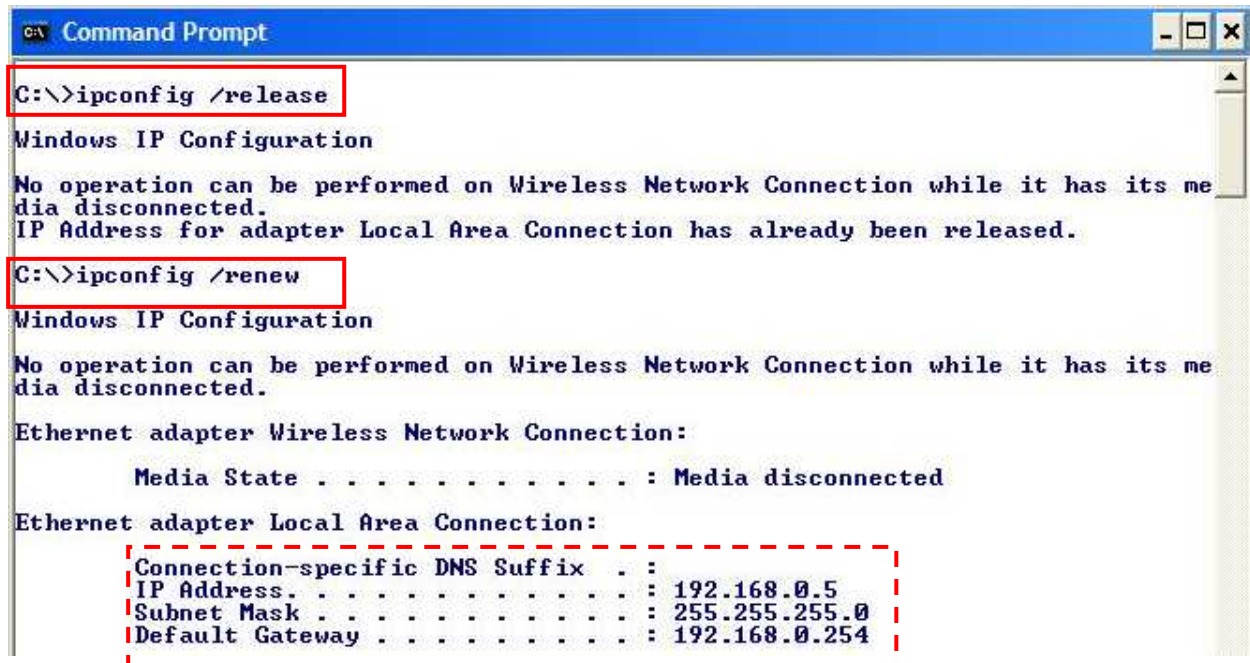 Command Prompt
C:\>ipconfig /release
Windows IP Configuration
No operation can be performed on Wireless Network Connection while it has its me
dia disconnected.
IP Address for adapter Local Area Connection has already been released.
C:\>ipconfig /renew
Windows IP Configuration
No operation can be performed on Wireless Network Connection while it has its me
dia disconnected.
Ethernet adapter Wireless Network Connection:
Media State . . . . . . . . . . . : Media disconnected
Ethernet adapter Local Area Connection:
Connection-specific DNS Suffix  . :
IP Address. . . . . . . . . . . . : 192.168.0.5
Subnet Mask . . . . . . . . . . . : 255.255.255.0
Default Gateway . . . . . . . . . : 192.168.0.254